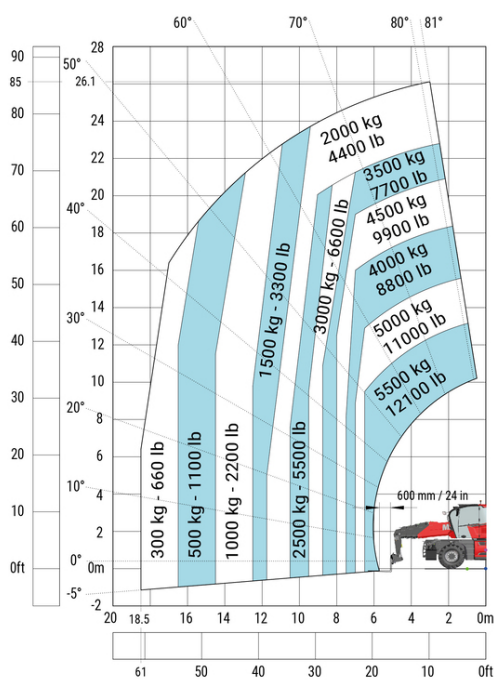 60°
70°
80°
81°
90
28
50°
85
26.1
80
24
2000 kg
4400 lb
70
22
3500 kg
7700 lb
20
4500 kg
9900 lb
40°
60
18
3000 kg - 6600 lb
4000 kg
8800 lb
16
50
14
1500 kg - 3300 lb
30°
5000 kg
11000 lb
40
12
10
5500 kg
12100 lb
30
20°
8
20
6
300 kg - 660 lb
500 kg - 1100 lb
1000 kg - 2200 lb
2500 kg - 5500 lb
10°
4
600 mm / 24 in
10
2
M
0ft
0°
0m
-5°
-2
20
18.5
16
14
12
10
8
6
4
2
0m
61
50
40
30
20
10
0ft